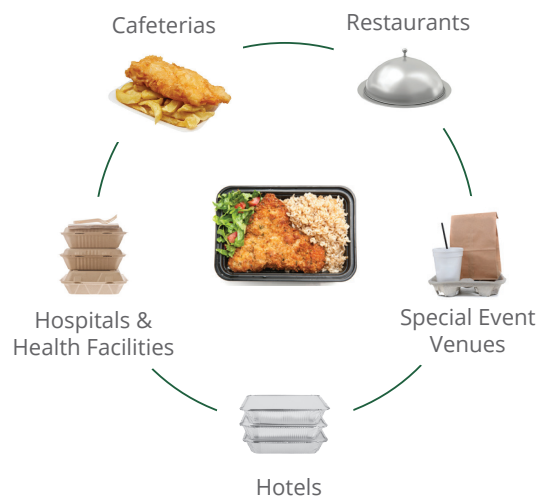 Cafeterias
Restaurants
Hospitals &
Health Facilities
Special Event
Venues
Hotels